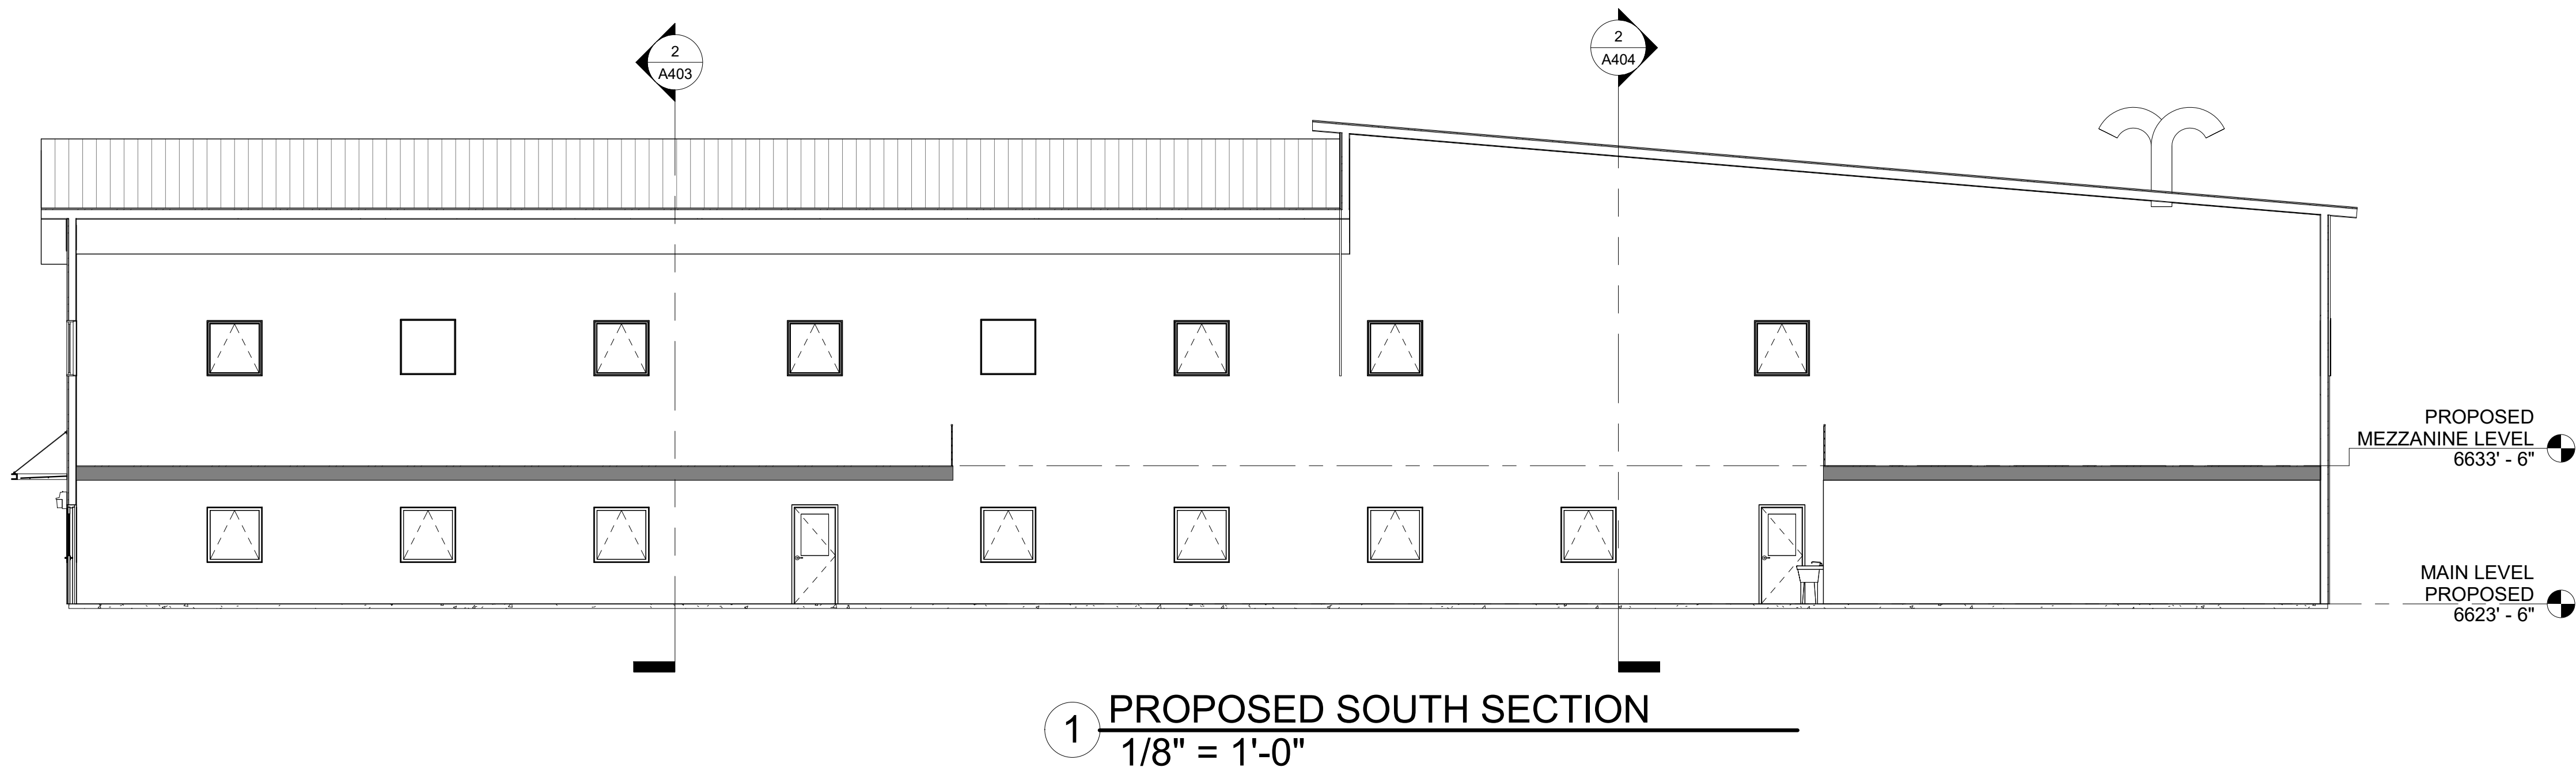 2
A403
2
A404
PROPOSED
MEZZANINE LEVEL
6633' - 6"
MAIN LEVEL
PROPOSED
6623' - 6"
1
PROPOSED SOUTH SECTION
1/8" = 1'-0"